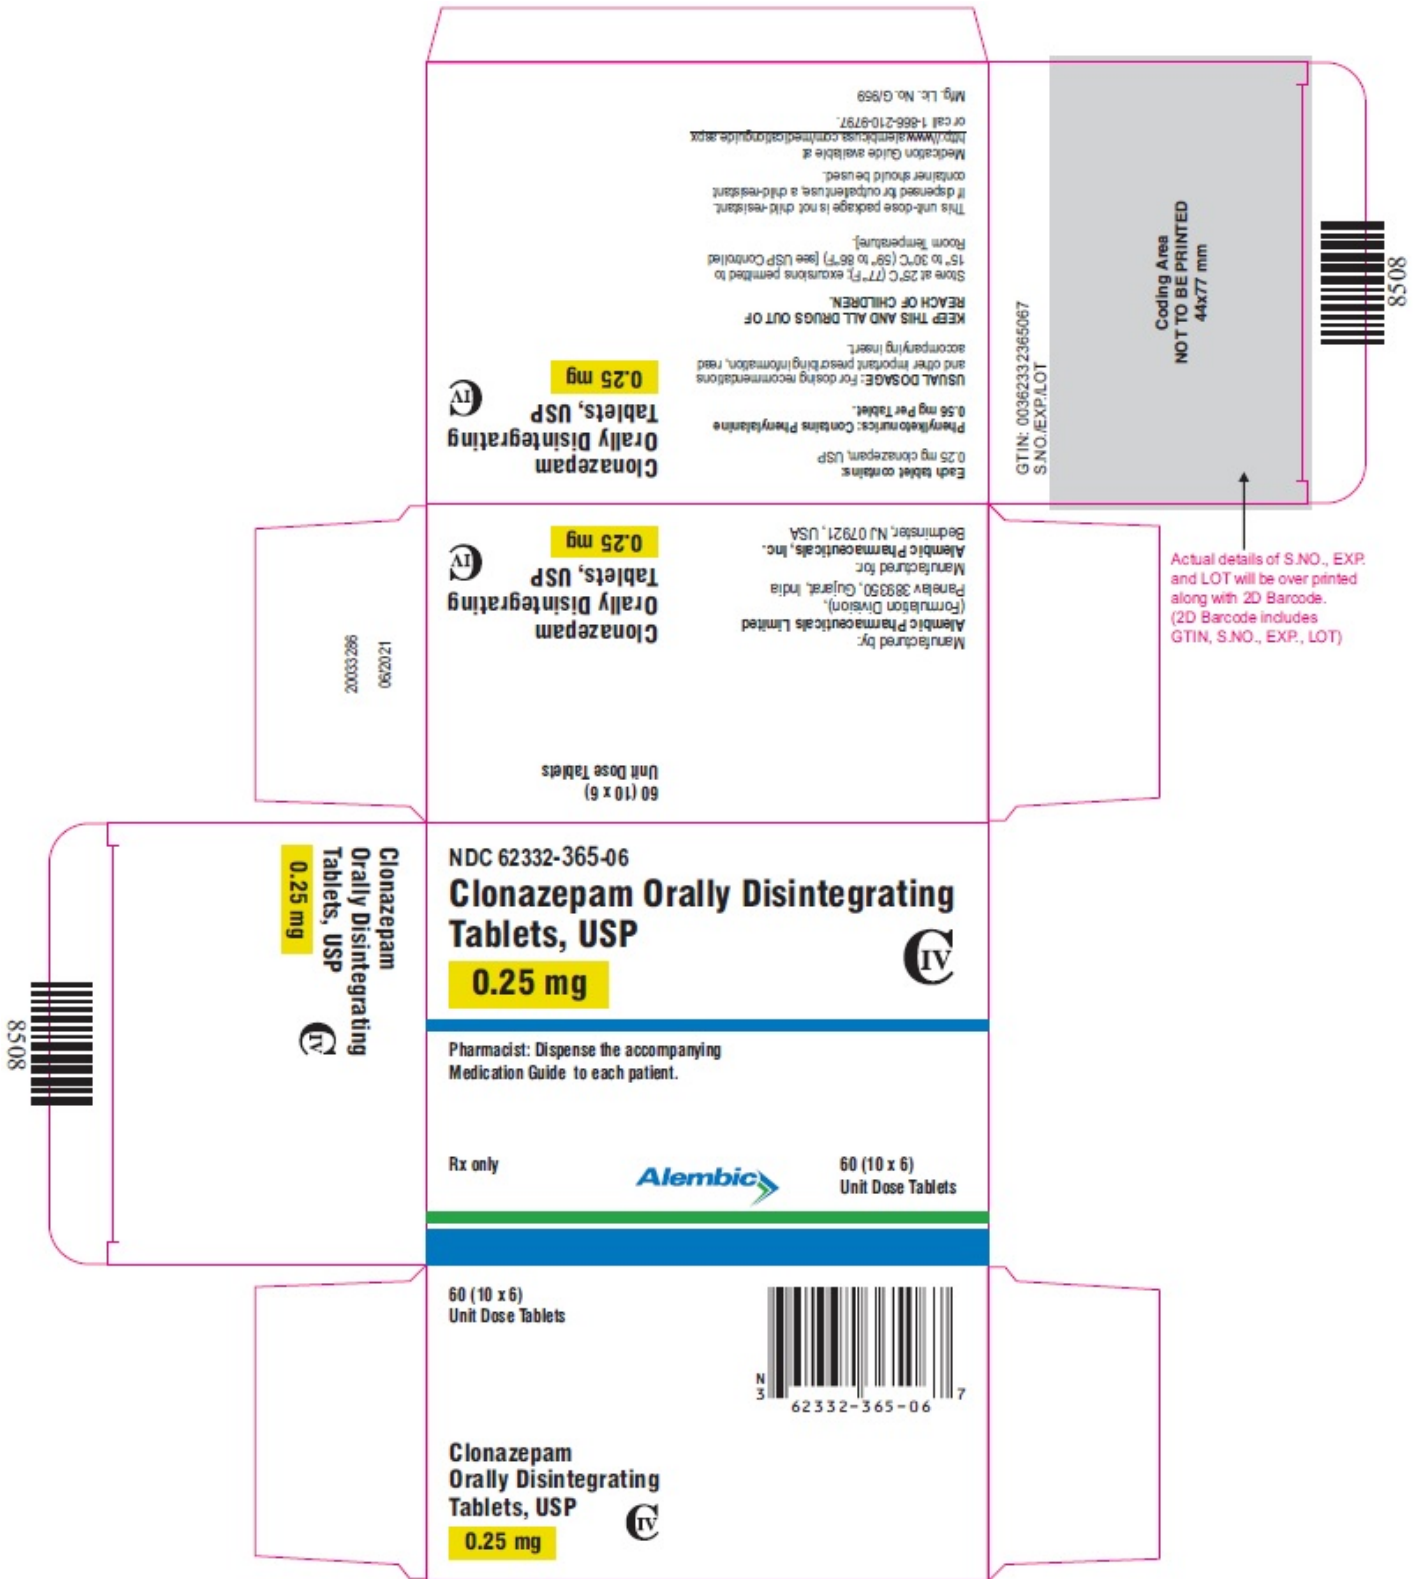 Mfg. Lic. No. G/959
or call 1-866-210-9797.
http://www.alembicusa.com/medicationguide.aspx
Medication Guide available at
container should be used.
If dispensed for outpatient use, a child-resistant
This unit-dose package is not child-resistant.
Room Temperature].
15° to 30°C (59° to 86°F) [see USP Controlled
Store at 25°C (77°F); excursions permitted to
REACH OF CHILDREN.
KEEP THIS AND ALL DRUGS OUT OF
accompanying insert.
and other important prescribing information, read
USUAL DOSAGE: For dosing recommendations
0.56 mg Per Tablet.
Phenylketonurics: Contains Phenylalanine
0.25 mg clonazepam, USP
Each tablet contains:
Clonazepam
Orally Disintegrating
Tablets, USP
0.25 mg
CIV
GTIN: 00362332365067
S.NO./EXP./LOT
Coding Area
NOT TO BE PRINTED
44x77 mm
8508
Actual details of S.NO., EXP.
and LOT will be over printed
along with 2D Barcode.
(2D Barcode includes
GTIN, S.NO., EXP., LOT)
Manufactured by:
Alembic Pharmaceuticals Limited
(Formulation Division),
Panelav 389350, Gujarat, India
Manufactured for:
Alembic Pharmaceuticals, Inc.
Bedminster, NJ 07921, USA
Clonazepam
Orally Disintegrating
Tablets, USP
0.25 mg
CIV
60 (10 x 6)
Unit Dose Tablets
20033286
06/2021
Clonazepam
Orally Disintegrating
Tablets, USP
0.25 mg
CIV
8508
NDC 62332-365-06
Clonazepam Orally Disintegrating
Tablets, USP
CIV
0.25 mg
Pharmacist: Dispense the accompanying
Medication Guide to each patient.
Rx only
Alembic
60 (10 x 6)
Unit Dose Tablets
60 (10 x 6)
Unit Dose Tablets
N
3 62332-365-06 7
Clonazepam
Orally Disintegrating
Tablets, USP
CIV
0.25 mg